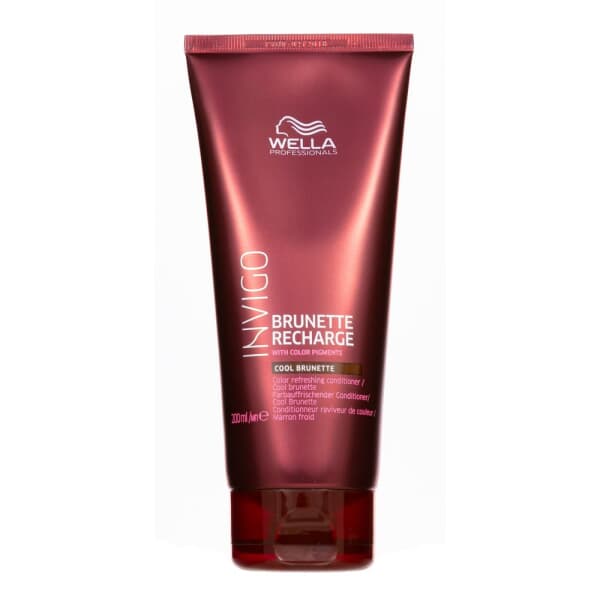 WELLA
PROFESSIONALS
INVIGO
BRUNETTE
RECHARGE
WITH COLOR PIGMENTS
COOL BRUNETTE
Color refreshing conditioner /
Cool brunette
Farbauffrischender Conditioner/
Cool Brunette
Conditionneur raviveur de couleur /
Marron froid
200ml/㏖℮